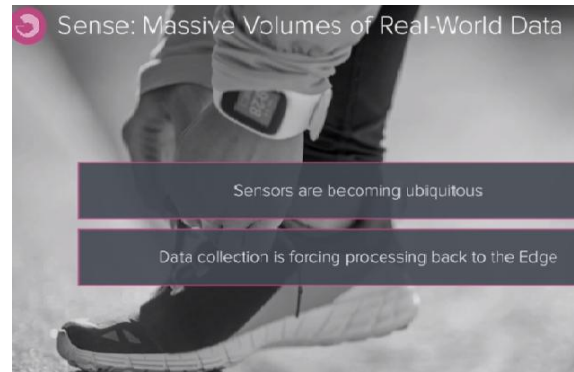 Sense: Massive Volumes of Real-World Data
Sensors are becoming ubiquitous
Data collection is forcing processing back to the Edge